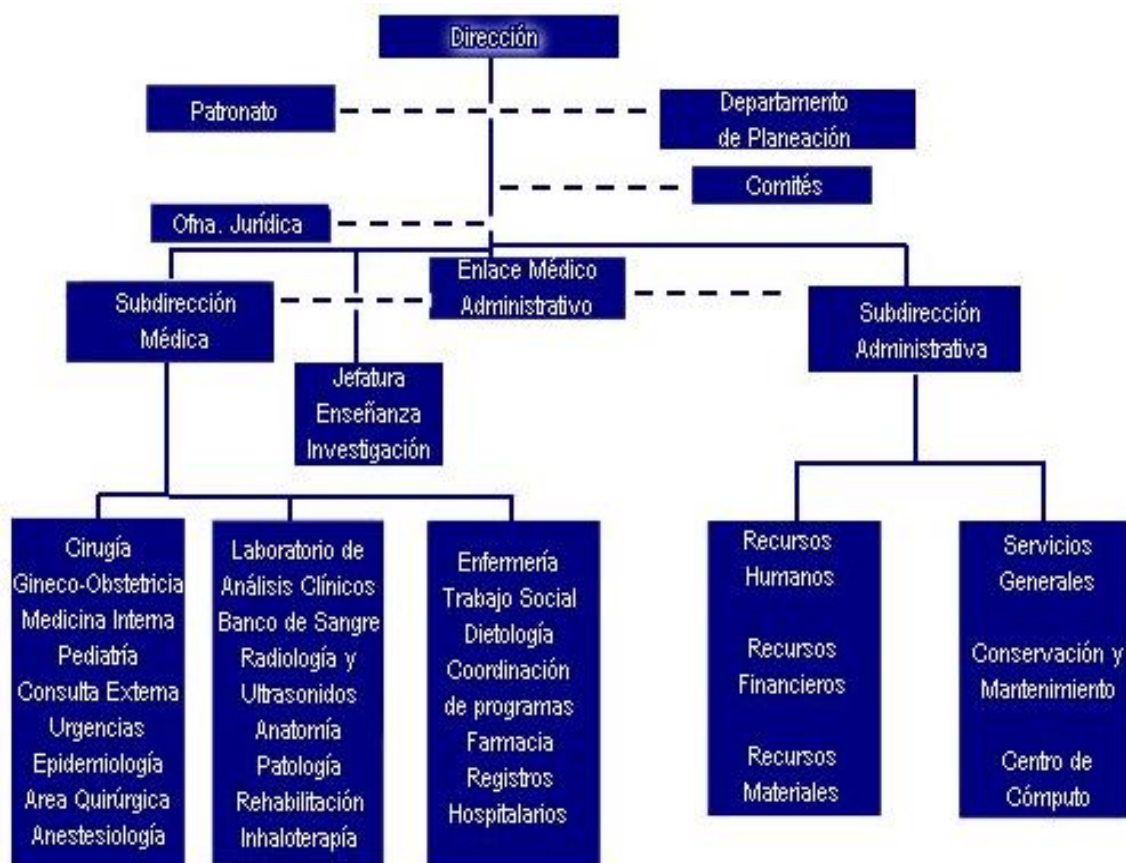 Dirección
Patronato
Departamento
de Planeación
Comités
Ofna. Jurídica
Enlace Médico
Administrativo
Subdirección
Médica
Subdirección
Administrativa
Jefatura
Enseñanza
Investigación
Cirugía
Gineco-Obstetricia
Medicina Interna
Pediatría
Consulta Externa
Urgencias
Epidemiología
Area Quirúrgica
Anestesiología
Laboratorio de
Análisis Clínicos
Banco de Sangre
Radiología y
Ultrasonidos
Anatomía
Patología
Rehabilitación
Inhaloterapía
Enfermería
Trabajo Social
Dietología
Coordinación
de programas
Farmacia
Registros
Hospitalarios
Recursos
Humanos
Recursos
Financieros
Recursos
Materiales
Servicios
Generales
Conservación y
Mantenimiento
Centro de
Cómputo